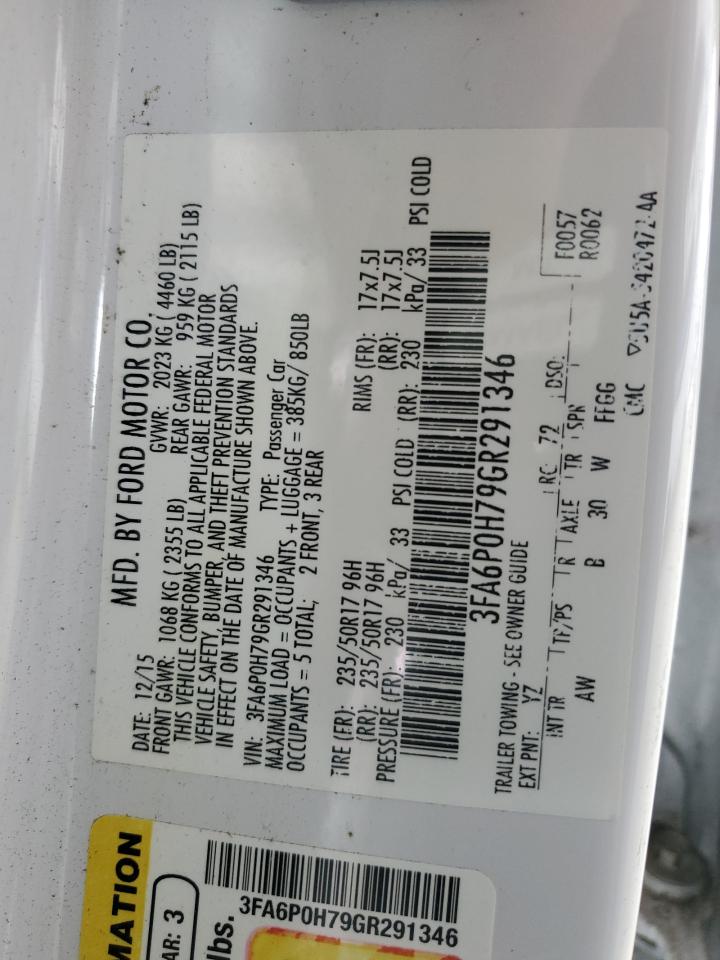 MFD. BY FORD MOTOR CO.
DATE: 12/15 GVWR: 2023 KG ( 4460 LB)
FRONT GAWR: 1068 KG ( 2355 LB) REAR GAWR: 959 KG ( 2115 LB)
THIS VEHICLE CONFORMS TO ALL APPLICABLE FEDERAL MOTOR
VEHICLE SAFETY, BUMPER, AND THEFT PREVENTION STANDARDS
IN EFFECT ON THE DATE OF MANUFACTURE SHOWN ABOVE.
VIN: 3FA6P0H79GR291346 TYPE: Passenger Car
MAXIMUM LOAD = OCCUPANTS + LUGGAGE = 385KG/ 850LB
OCCUPANTS = 5 TOTAL; 2 FRONT, 3 REAR
TIRE (FR): 235/50R17 96H RIMS (FR): 17x7.5J
(RR): 235/50R17 96H (RR): 17x7.5J
PRESSURE (FR): 230 kPa/ 33 PSI COLD (RR): 230 kPa/ 33 PSI COLD
3FA6P0H79GR291346
TRAILER TOWING - SEE OWNER GUIDE
EXT PNT: YZ RC: 72 DSO:
F0057
R0062
INT TR TP/PS R AXLE TR SPR
AW B 30 W FFGG
MATION
AR: 3
lbs.
3FA6P0H79GR291346